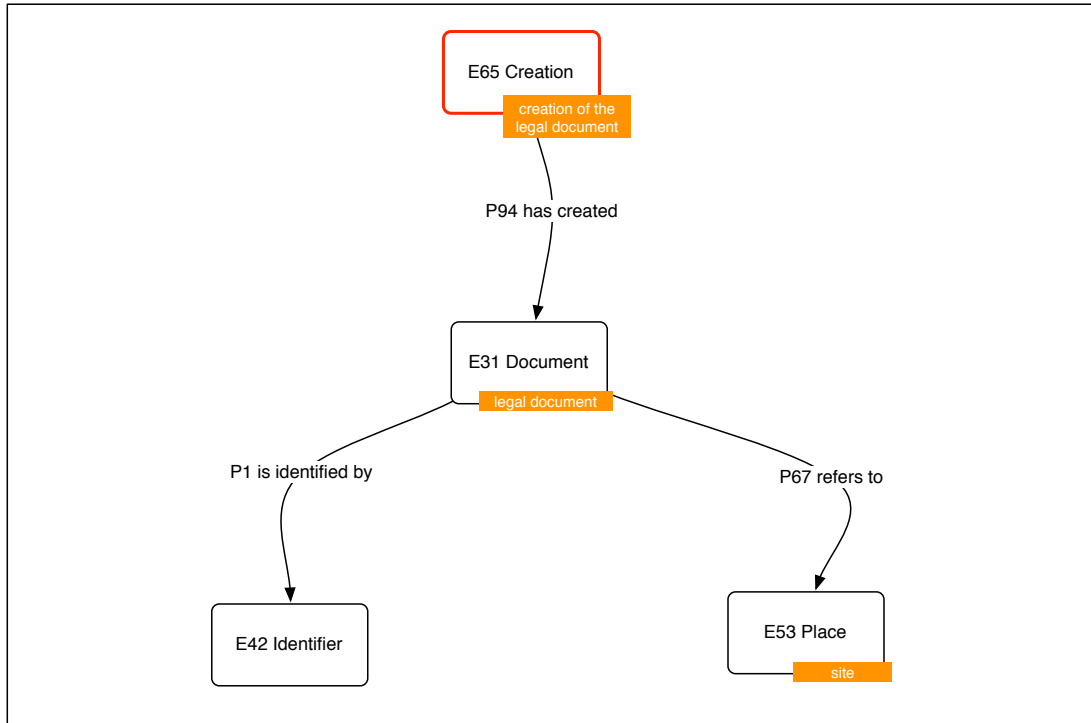 E65 Creation
creation of the
legal document
P94 has created
E31 Document
legal document
P1 is identified by
P67 refers to
E42 Identifier
E53 Place
site